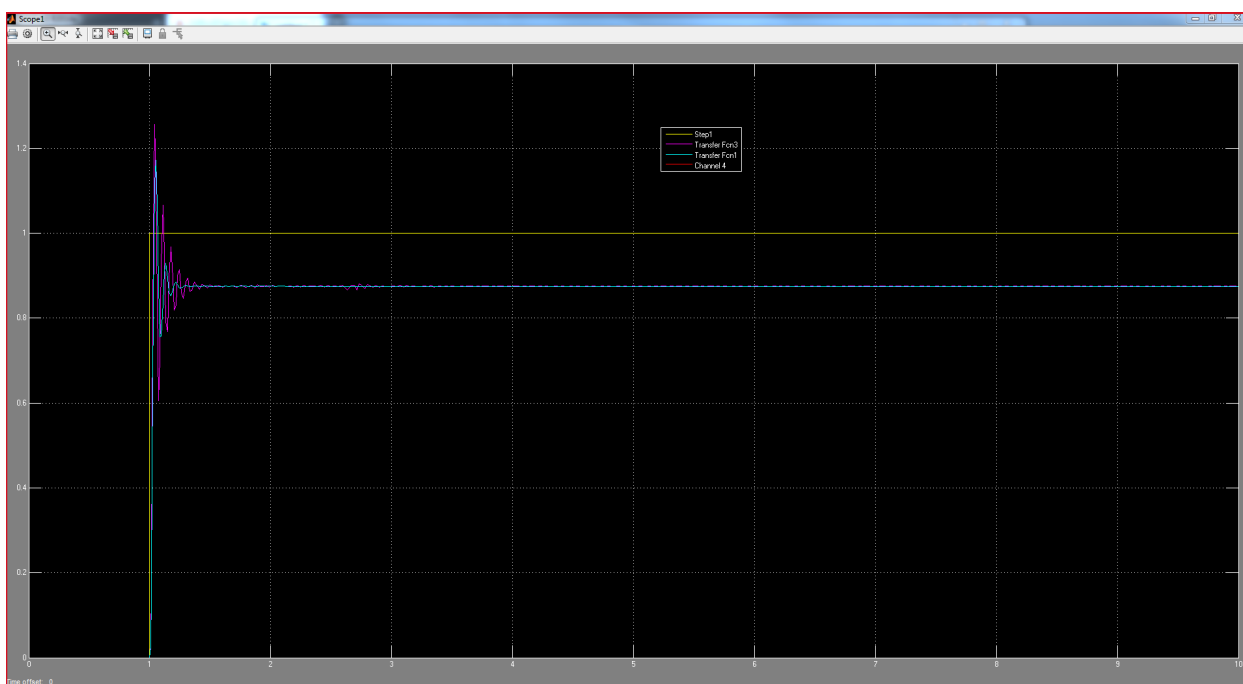 Scope1
1.4
1.2
1
0.8
0.6
0.4
0.2
0
Step1
Transfer Fcn3
Transfer Fcn1
Channel 4
0 1 2 3 4 5 6 7 8 9 10
Time offset: 0